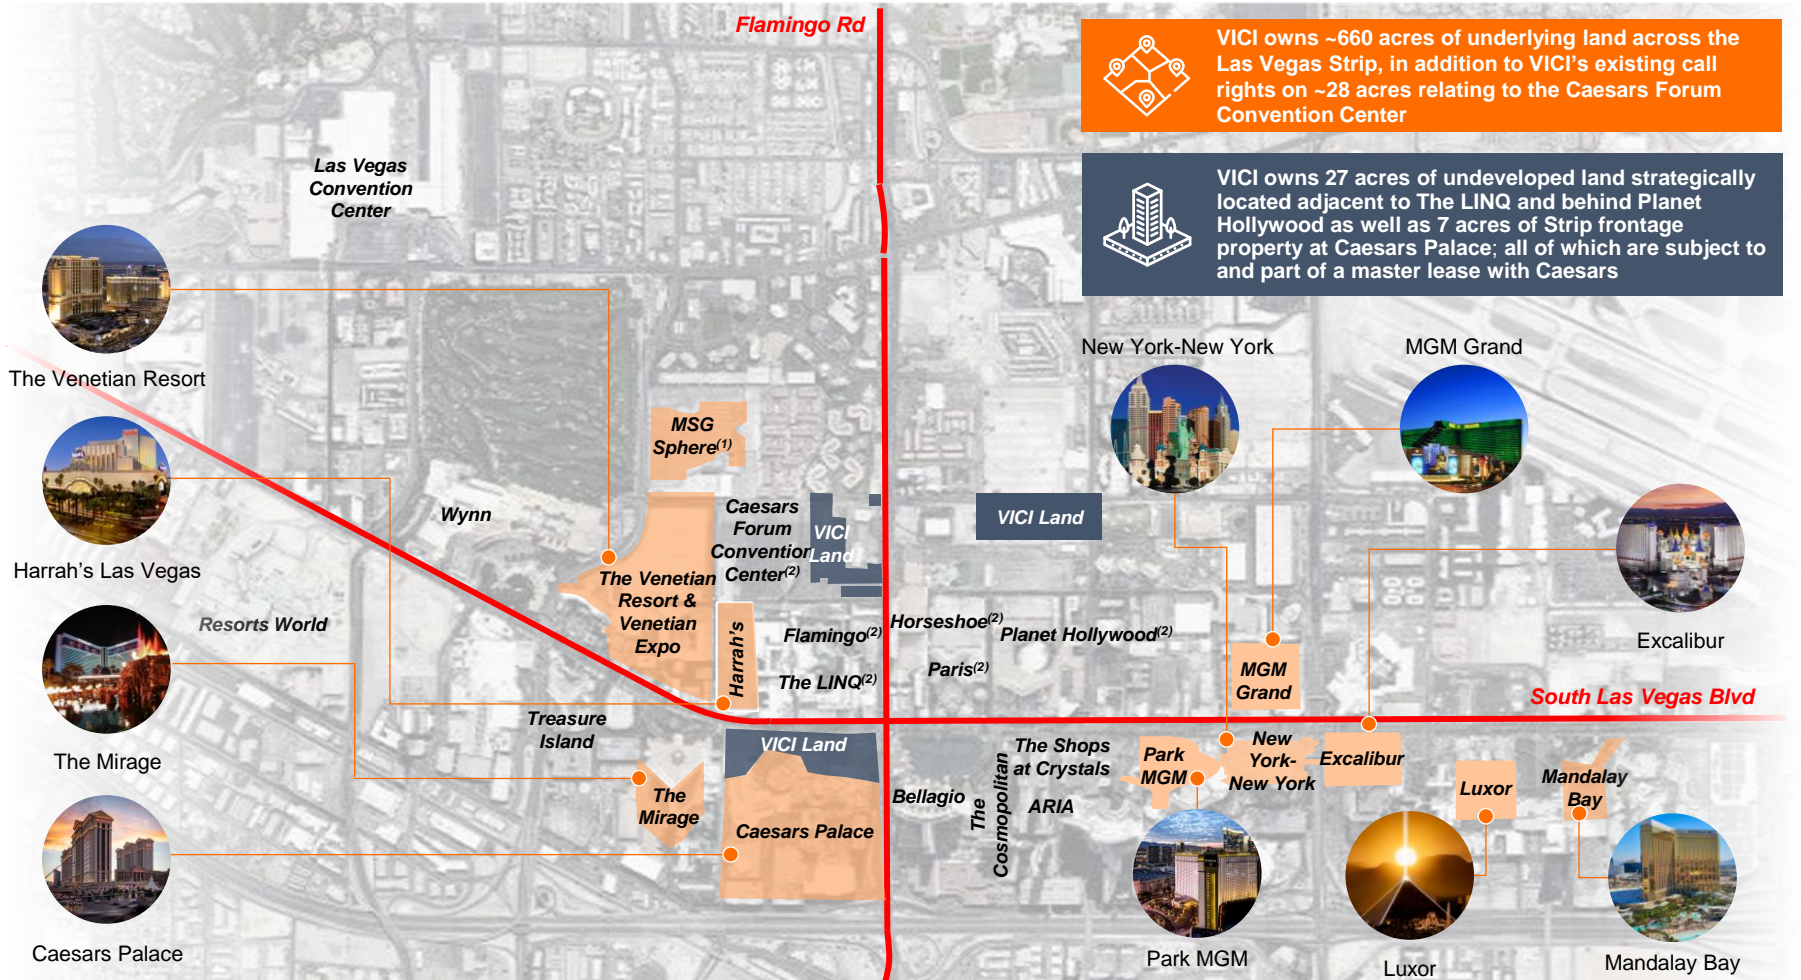 Flamingo Rd
VICI owns ~660 acres of underlying land across the
Las Vegas Strip, in addition to VICI's existing call
rights on ~28 acres relating to the Caesars Forum
Convention Center
VICI owns 27 acres of undeveloped land strategically
located adjacent to The LINQ and behind Planet
Hollywood as well as 7 acres of Strip frontage
property at Caesars Palace; all of which are subject to
and part of a master lease with Caesars
Las Vegas
Convention
Center
The Venetian Resort
New York-New York
MGM Grand
MSG
Sphere(1)
Harrah's Las Vegas
Wynn
Caesars
Forum
Convention
Center(2)
VICI
Land
VICI Land
The Venetian
Resort &
Venetian
Expo
Harrah's
Resorts World
Flamingo(2)
The LINQ(2)
Horseshoe(2)
Planet Hollywood(2)
Paris(2)
MGM
Grand
Excalibur
South Las Vegas Blvd
The Mirage
Treasure
Island
VICI Land
The
Mirage
Caesars Palace
Bellagio
The
Cosmopolitan
The Shops
at Crystals
ARIA
Park
MGM
New
York-
New York
Excalibur
Luxor
Mandalay
Bay
Caesars Palace
Park MGM
Luxor
Mandalay Bay